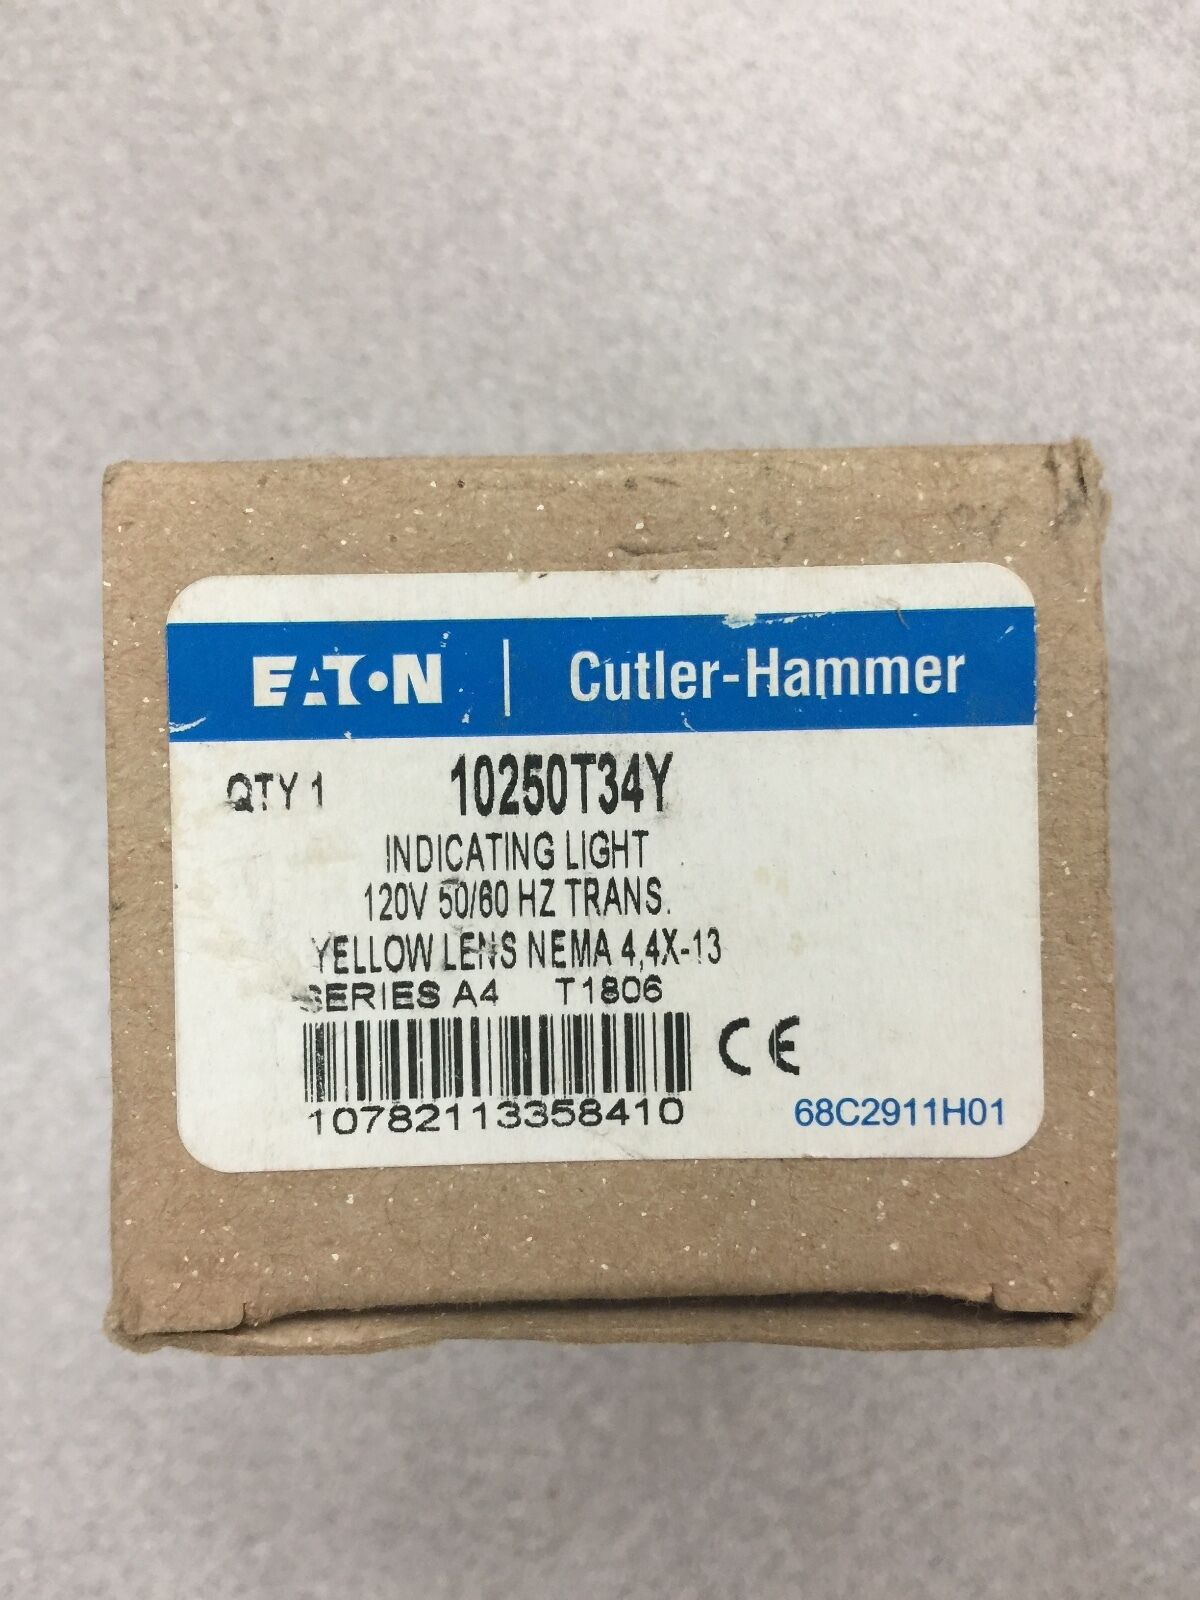 EATON | Cutler-Hammer
QTY 1 10250T34Y
INDICATING LIGHT
120V 50/60 HZ TRANS.
YELLOW LENS NEMA 4,4X-13
SERIES A4 T1806
CE
10782113358410
68C2911H01